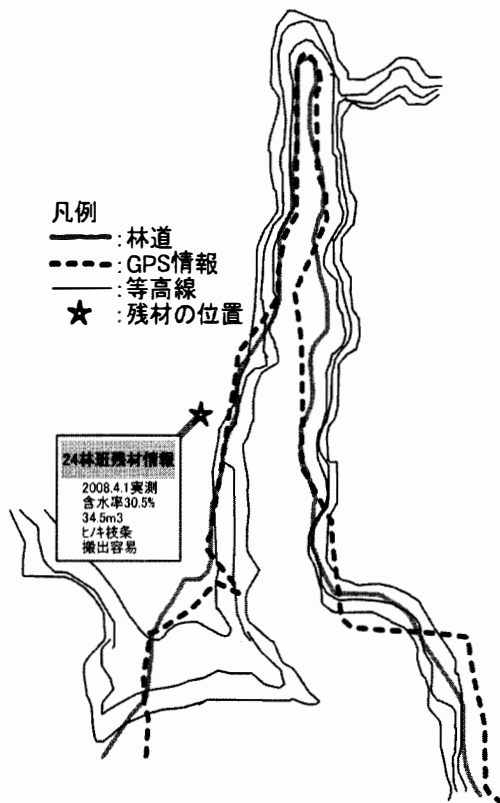 凡例
:林道
:GPS情報
:等高線
:残材の位置
24林班残材情報
2008.4.1実測
含水率30.5%
34.5m3
ヒノキ枝条
搬出容易